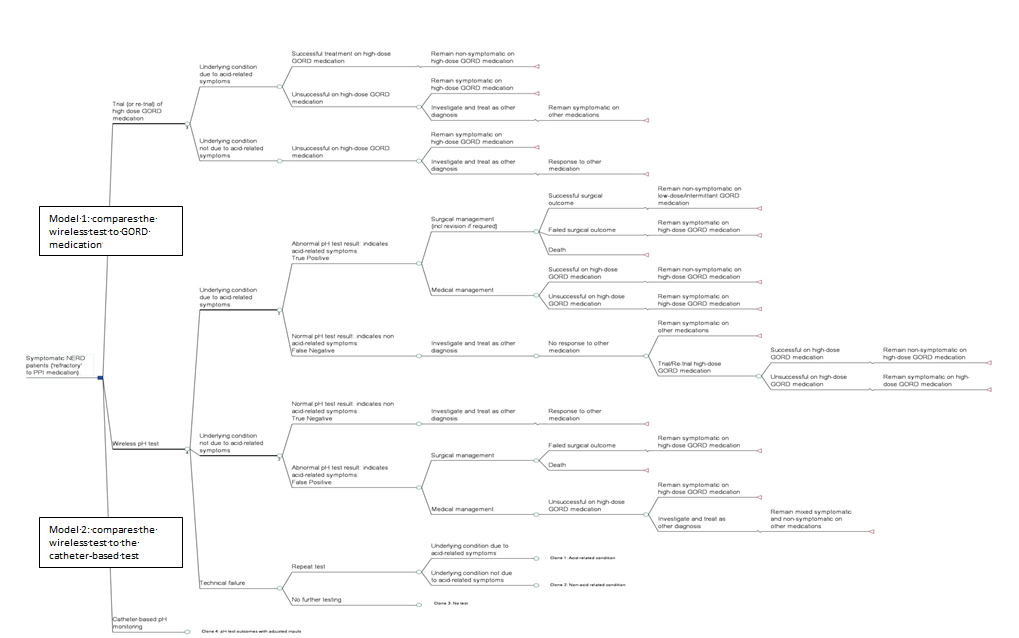 Successful treatment on high-dose
GORD medication
Remain non-symptomatic on
high-dose GORD medication
Underlying condition
due to acid-related
symptoms
Remain symptomatic on
high-dose GORD medication
Unsuccessful on high-dose GORD
medication
Trial (or re-trial) of
high dose GORD
medication
Investigate and treat as other
diagnosis
Remain symptomatic on
other medications
Remain symptomatic on
high-dose GORD medication
Underlying condition
not due to acid-related
symptoms
Unsuccessful on high-dose GORD
medication
Investigate and treat as other
diagnosis
Response to other
medication
Remain non-symptomatic on
low-dose/intermittant GORD
medication
Successful surgical
outcome
Model 1: compares the
wireless test to GORD
medication
Surgical management
(incl revision if required)
Failed surgical outcome
Remain symptomatic on
high-dose GORD medication
Abnormal pH test result: indicates
acid-related symptoms:
True Positive
Death
Successful on high-dose
GORD medication
Remain non-symptomatic on
high-dose GORD medication
Medical management
Underlying condition
due to acid-related
symptoms
Unsuccessful on high-dose
GORD medication
Remain symptomatic on
high-dose GORD medication
Remain symptomatic on
other medications
Normal pH test result: indicates non
acid-related symptoms:
False Negative
Investigate and treat as other
diagnosis
No response to other
medication
Successful on high-dose
GORD medication
Remain non-symptomatic on
high-dose GORD medication
Symptomatic NERD
patients ('refractory'
to PPI medication)
Trial/Re-trial high-dose
GORD medication
Unsuccessful on high-dose
GORD medication
Remain symptomatic on high-
dose GORD medication
Normal pH test result: indicates non
acid-related symptoms:
True Negative
Investigate and treat as other
diagnosis
Response to other
medication
Wireless pH test
Underlying condition
not due to acid-related
symptoms
Failed surgical outcome
Remain symptomatic on
high-dose GORD medication
Surgical management
Death
Abnormal pH test result: indicates
acid-related symptoms:
False Positive
Remain symptomatic on
high-dose GORD medication
Medical management
Unsuccessful on high-dose
GORD medication
Investigate and treat as
other diagnosis
Remain mixed symptomatic
and non-symptomatic on
other medications
Model 2: compares the
wireless test to the
catheter-based test
Underlying condition due to
acid-related symptoms
Clone 1: Acid-related condition
Repeat test
Underlying condition not due
to acid-related symptoms
Clone 2: Non-acid related condition
Technical failure
No further testing
Clone 3: No test
Catheter-based pH
monitoring
Clone 4: pH test outcomes with adjusted inputs